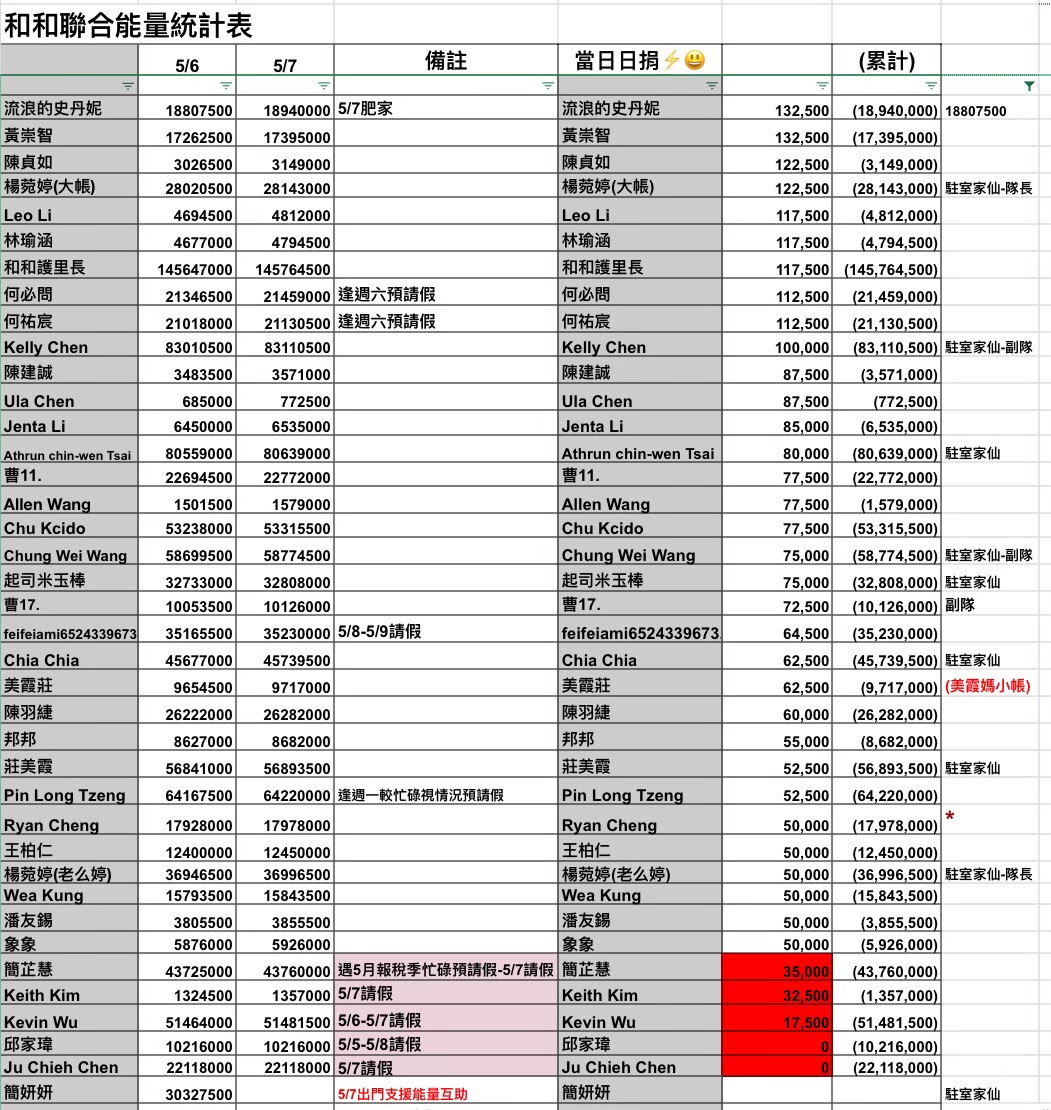 和和聯合能量統計表
5/6 5/7 備註 當日日捐⚡😃 (累計)
流浪的史丹妮 18807500 18940000 5/7肥家 流浪的史丹妮 132,500 (18,940,000) 18807500
黃崇智 17262500 17395000 黃崇智 132,500 (17,395,000)
陳貞如 3026500 3149000 陳貞如 122,500 (3,149,000)
楊菀婷(大帳) 28020500 28143000 楊菀婷(大帳) 122,500 (28,143,000) 駐室家仙-隊長
Leo Li 4694500 4812000 Leo Li 117,500 (4,812,000)
林瑜涵 4677000 4794500 林瑜涵 117,500 (4,794,500)
和和護里長 145647000 145764500 和和護里長 117,500 (145,764,500)
何必問 21346500 21459000 逢週六預請假 何必問 112,500 (21,459,000)
何祐宸 21018000 21130500 逢週六預請假 何祐宸 112,500 (21,130,500)
Kelly Chen 83010500 83110500 Kelly Chen 100,000 (83,110,500) 駐室家仙-副隊
陳建誠 3483500 3571000 陳建誠 87,500 (3,571,000)
Ula Chen 685000 772500 Ula Chen 87,500 (772,500)
Jenta Li 6450000 6535000 Jenta Li 85,000 (6,535,000)
Athrun chin-wen Tsai 80559000 80639000 Athrun chin-wen Tsai 80,000 (80,639,000) 駐室家仙
曹11. 22694500 22772000 曹11. 77,500 (22,772,000)
Allen Wang 1501500 1579000 Allen Wang 77,500 (1,579,000)
Chu Kcido 53238000 53315500 Chu Kcido 77,500 (53,315,500)
Chung Wei Wang 58699500 58774500 Chung Wei Wang 75,000 (58,774,500) 駐室家仙-副隊
起司米玉棒 32733000 32808000 起司米玉棒 75,000 (32,808,000) 駐室家仙
曹17. 10053500 10126000 曹17. 72,500 (10,126,000) 副隊
feifeiami6524339673 35165500 35230000 5/8-5/9請假 feifeiami6524339673. 64,500 (35,230,000)
Chia Chia 45677000 45739500 Chia Chia 62,500 (45,739,500) 駐室家仙
美霞莊 9654500 9717000 美霞莊 62,500 (9,717,000) (美霞媽小帳)
陳羽緁 26222000 26282000 陳羽緁 60,000 (26,282,000)
邦邦 8627000 8682000 邦邦 55,000 (8,682,000)
莊美霞 56841000 56893500 莊美霞 52,500 (56,893,500) 駐室家仙
Pin Long Tzeng 64167500 64220000 逢週一較忙碌視情況預請假 Pin Long Tzeng 52,500 (64,220,000)
Ryan Cheng 17928000 17978000 Ryan Cheng 50,000 (17,978,000) *
王柏仁 12400000 12450000 王柏仁 50,000 (12,450,000)
楊菀婷(老么婷) 36946500 36996500 楊菀婷(老么婷) 50,000 (36,996,500) 駐室家仙-隊長
Wea Kung 15793500 15843500 Wea Kung 50,000 (15,843,500)
潘友錫 3805500 3855500 潘友錫 50,000 (3,855,500)
象象 5876000 5926000 象象 50,000 (5,926,000)
簡芷慧 43725000 43760000 遇5月報稅季忙碌預請假-5/7請假 簡芷慧 35,000 (43,760,000)
Keith Kim 1324500 1357000 5/7請假 Keith Kim 32,500 (1,357,000)
Kevin Wu 51464000 51481500 5/6-5/7請假 Kevin Wu 17,500 (51,481,500)
邱家瑋 10216000 10216000 5/5-5/8請假 邱家瑋 0 (10,216,000)
Ju Chieh Chen 22118000 22118000 5/7請假 Ju Chieh Chen 0 (22,118,000)
簡妍妍 30327500 5/7出門支援能量互助 簡妍妍 駐室家仙